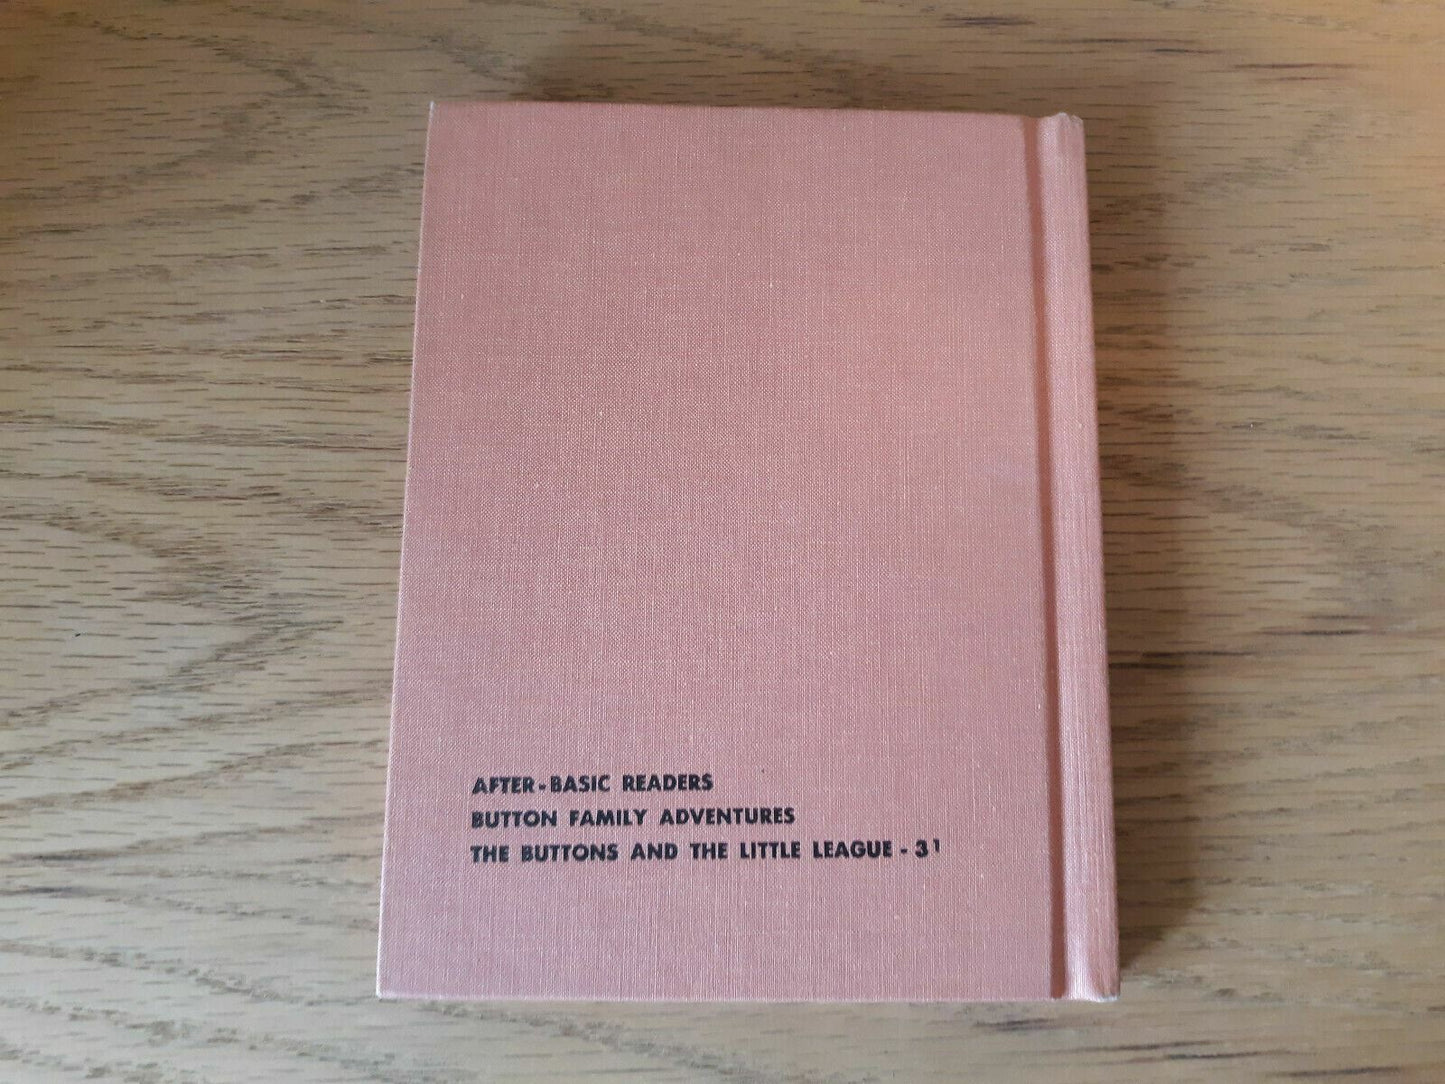 AFTER-BASIC READERS
BUTTON FAMILY ADVENTURES
THE BUTTONS AND THE LITTLE LEAGUE - 3¹